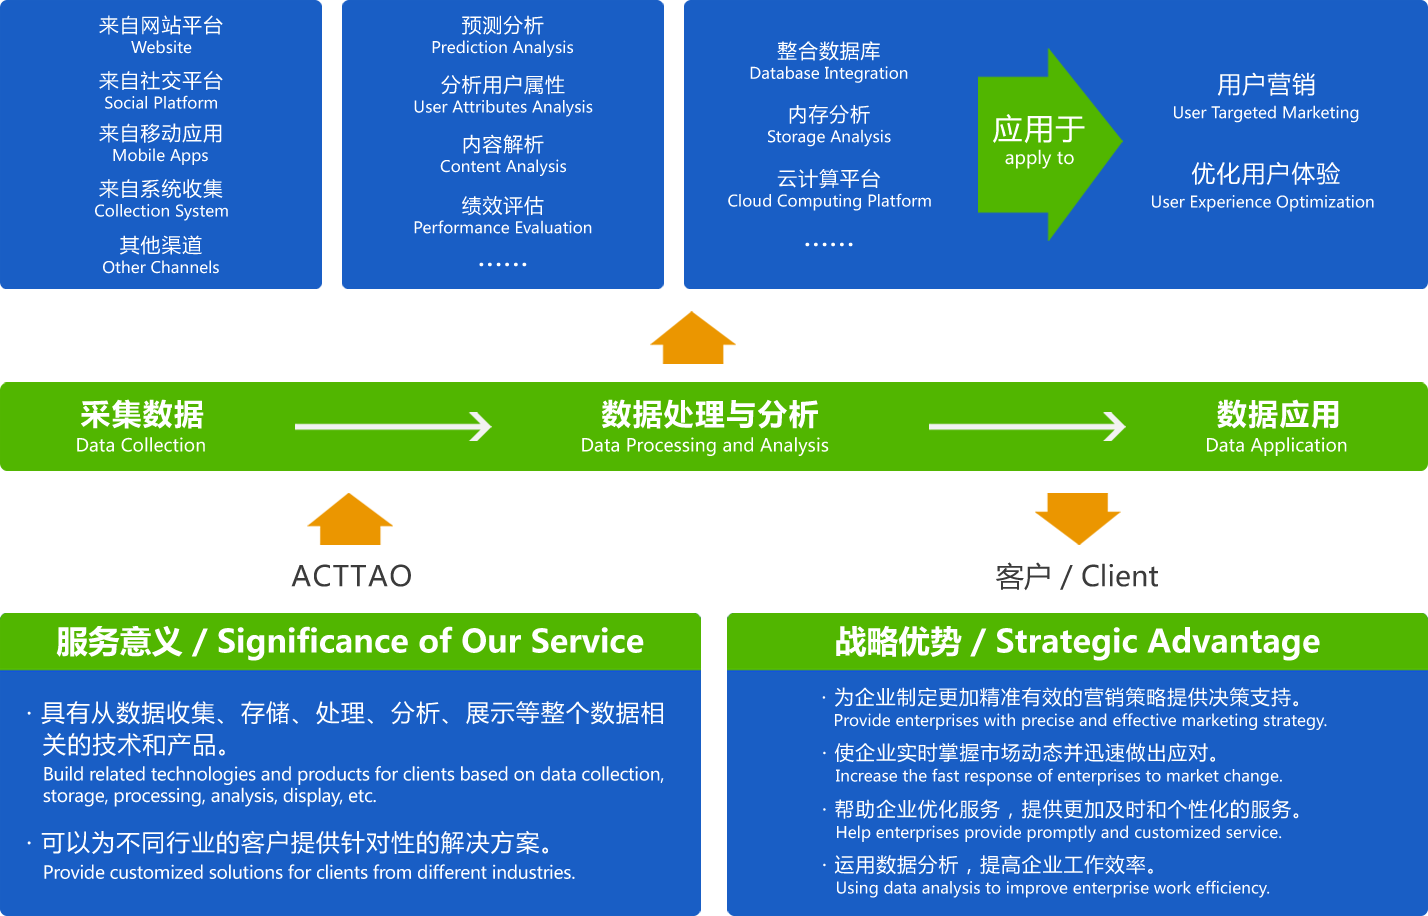 来自网站平台
Website
来自社交平台
Social Platform
来自移动应用
Mobile Apps
来自系统收集
Collection System
其他渠道
Other Channels
预测分析
Prediction Analysis
分析用户属性
User Attributes Analysis
内容解析
Content Analysis
绩效评估
Performance Evaluation
······
整合数据库
Database Integration
内存分析
Storage Analysis
云计算平台
Cloud Computing Platform
······
应用于
apply to
用户营销
User Targeted Marketing
优化用户体验
User Experience Optimization
采集数据
Data Collection
数据处理与分析
Data Processing and Analysis
数据应用
Data Application
ACTTAO
客户 / Client
服务意义 / Significance of Our Service
· 具有从数据收集、存储、处理、分析、展示等整个数据相
关的技术和产品。
Build related technologies and products for clients based on data collection,
storage, processing, analysis, display, etc.
· 可以为不同行业的客户提供针对性的解决方案。
Provide customized solutions for clients from different industries.
战略优势 / Strategic Advantage
· 为企业制定更加精准有效的营销策略提供决策支持。
Provide enterprises with precise and effective marketing strategy.
· 使企业实时掌握市场动态并迅速做出应对。
Increase the fast response of enterprises to market change.
· 帮助企业优化服务，提供更加及时和个性化的服务。
Help enterprises provide promptly and customized service.
· 运用数据分析，提高企业工作效率。
Using data analysis to improve enterprise work efficiency.